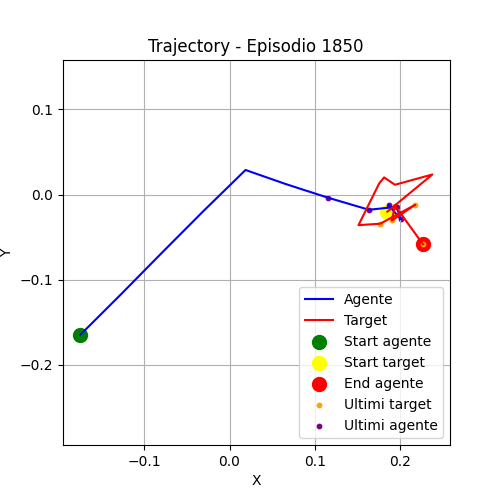 Trajectory - Episodio 1850
0.1
0.0
−0.1
−0.2
Y
−0.1
0.0
0.1
0.2
X
Agente
Target
Start agente
Start target
End agente
Ultimi target
Ultimi agente